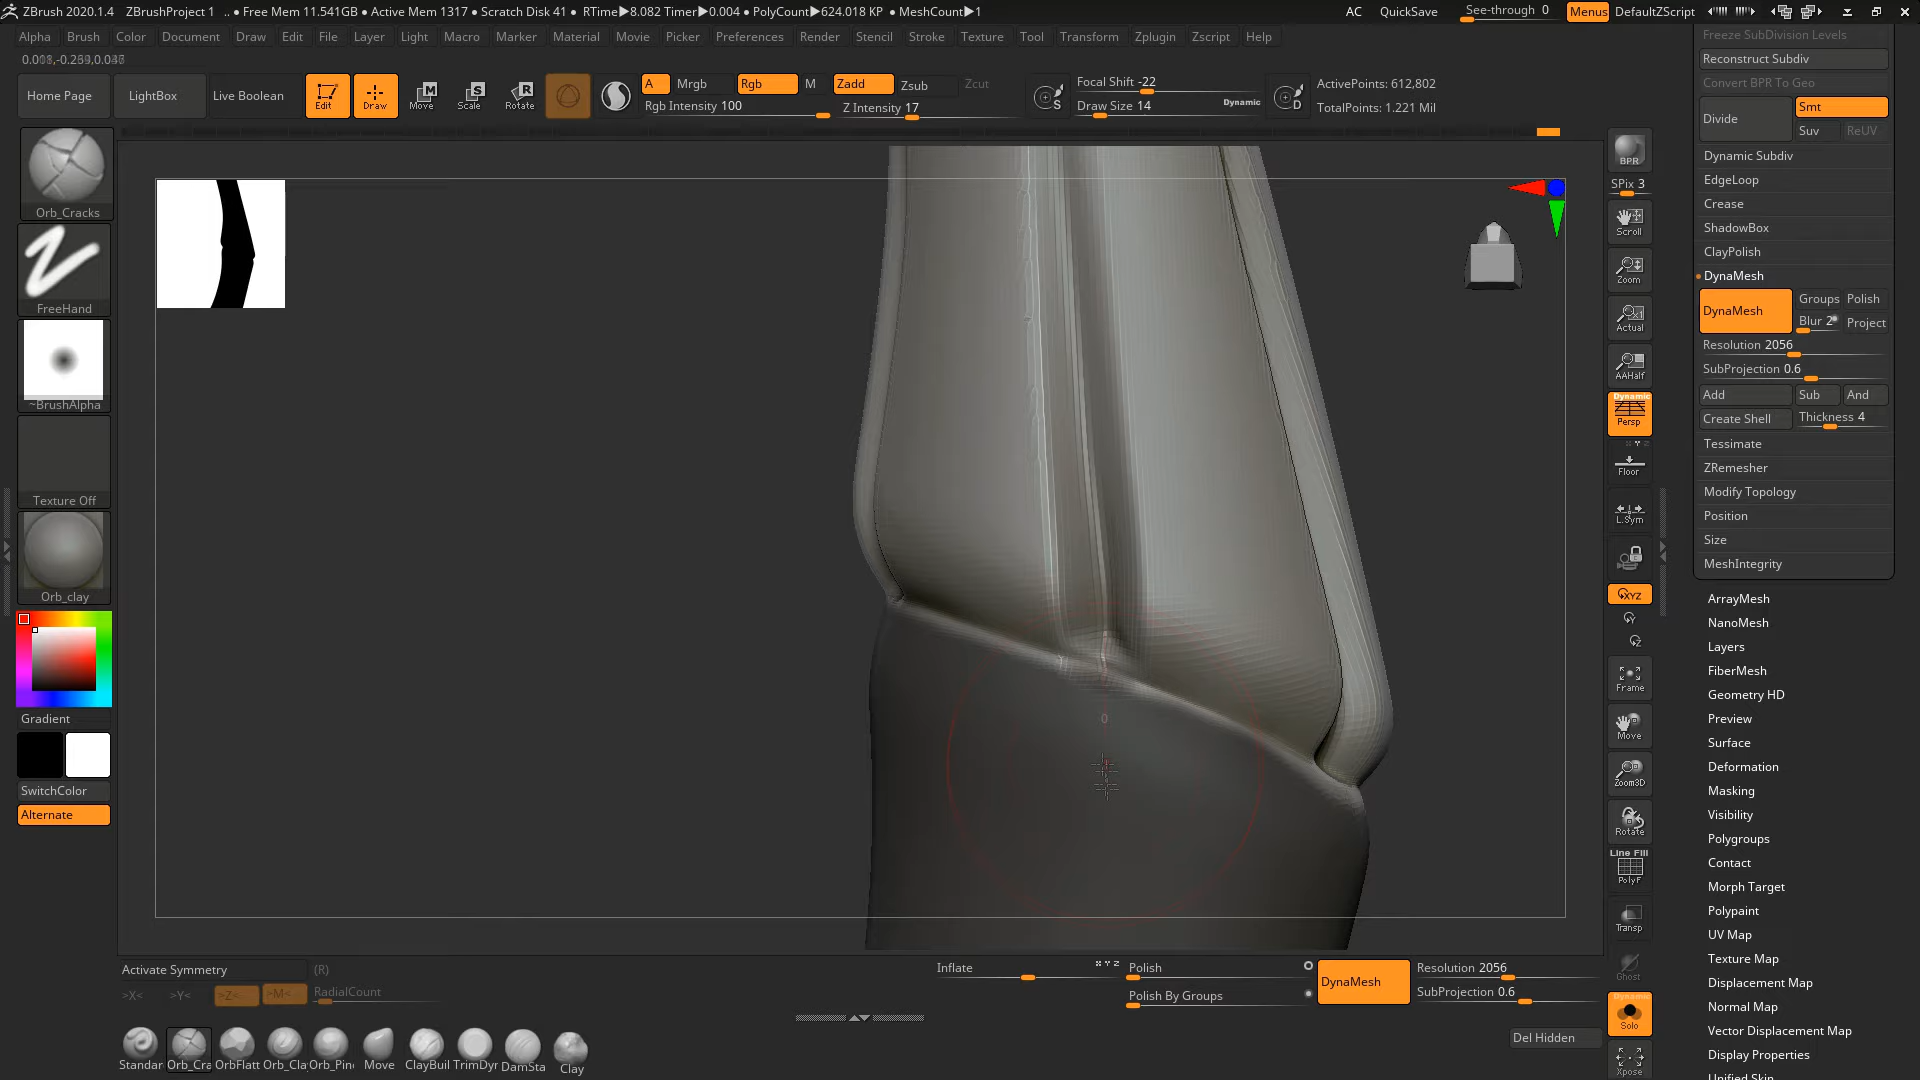 ZBrush 2020.1.4 ZBrushProject 1 .. ● Free Mem 11.541GB ● Active Mem 1317 ● Scratch Disk 41 ● RTime▶8.082 Timer▶0.004 ● PolyCount▶624.018 KP ● MeshCount▶1 AC QuickSave See-through 0 Menus DefaultZScript
Alpha Brush Color Document Draw Edit File Layer Light Macro Marker Material Movie Picker Preferences Render Stencil Stroke Texture Tool Transform Zplugin Zscript Help
Home Page LightBox Live Boolean Edit Draw Move Scale Rotate
A Mrgb Rgb M Zadd Zsub Zcut
Rgb Intensity 100 Z Intensity 17
S Focal Shift -22
Draw Size 14 Dynamic D
ActivePoints: 612,802
TotalPoints: 1.221 Mil
Orb_Cracks
FreeHand
~BrushAlpha
Texture Off
Orb_clay
Gradient
SwitchColor
Alternate
0
BPR
SPix 3
Scroll
Zoom
Actual
AAHalf
Dynamic
Persp
Floor
L.Sym
XYZ
Y
Z
Frame
Move
Zoom3D
Rotate
Line Fill
PolyF
Transp
Ghost
Dynamic
Solo
Xpose
Freeze SubDivision Levels
Reconstruct Subdiv
Convert BPR To Geo
Divide Smt
Suv ReUV
Dynamic Subdiv
EdgeLoop
Crease
ShadowBox
ClayPolish
DynaMesh
DynaMesh Groups Polish
Blur 2 Project
Resolution 2056
SubProjection 0.6
Add Sub And
Create Shell Thickness 4
Tessimate
ZRemesher
Modify Topology
Position
Size
MeshIntegrity
ArrayMesh
NanoMesh
Layers
FiberMesh
Geometry HD
Preview
Surface
Deformation
Masking
Visibility
Polygroups
Contact
Morph Target
Polypaint
UV Map
Texture Map
Displacement Map
Normal Map
Vector Displacement Map
Display Properties
Unified Skin
Activate Symmetry (R)
>X< >Y< >Z< >M< RadialCount
Inflate X Y Z Polish
Polish By Groups
DynaMesh Resolution 2056
SubProjection 0.6
Del Hidden
Standar Orb_Cra OrbFlatt Orb_Cla Orb_Pin Move ClayBuil TrimDyr DamSta Clay